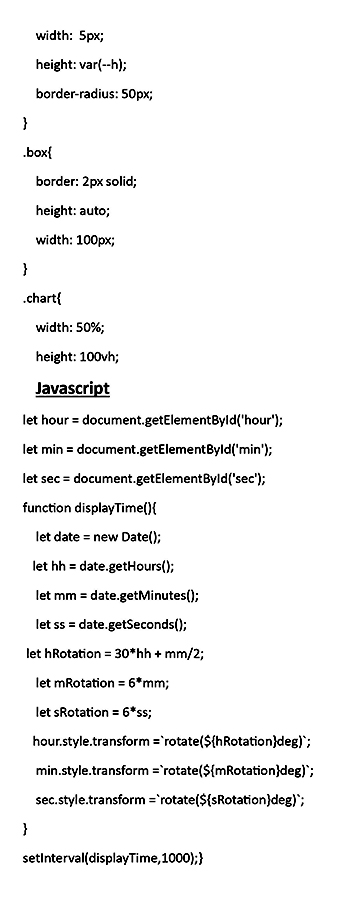 width:  5px;
height: var(--h);
border-radius: 50px;
}
.box{
border: 2px solid;
height: auto;
width: 100px;
}
.chart{
width: 50%;
height: 100vh;
Javascript
let hour = document.getElementById('hour');
let min = document.getElementById('min');
let sec = document.getElementById('sec');
function displayTime(){
let date = new Date();
let hh = date.getHours();
let mm = date.getMinutes();
let ss = date.getSeconds();
let hRotation = 30*hh + mm/2;
let mRotation = 6*mm;
let sRotation = 6*ss;
hour.style.transform =`rotate(${hRotation}deg)`;
min.style.transform =`rotate(${mRotation}deg)`;
sec.style.transform =`rotate(${sRotation}deg)`;
}
setInterval(displayTime,1000);}